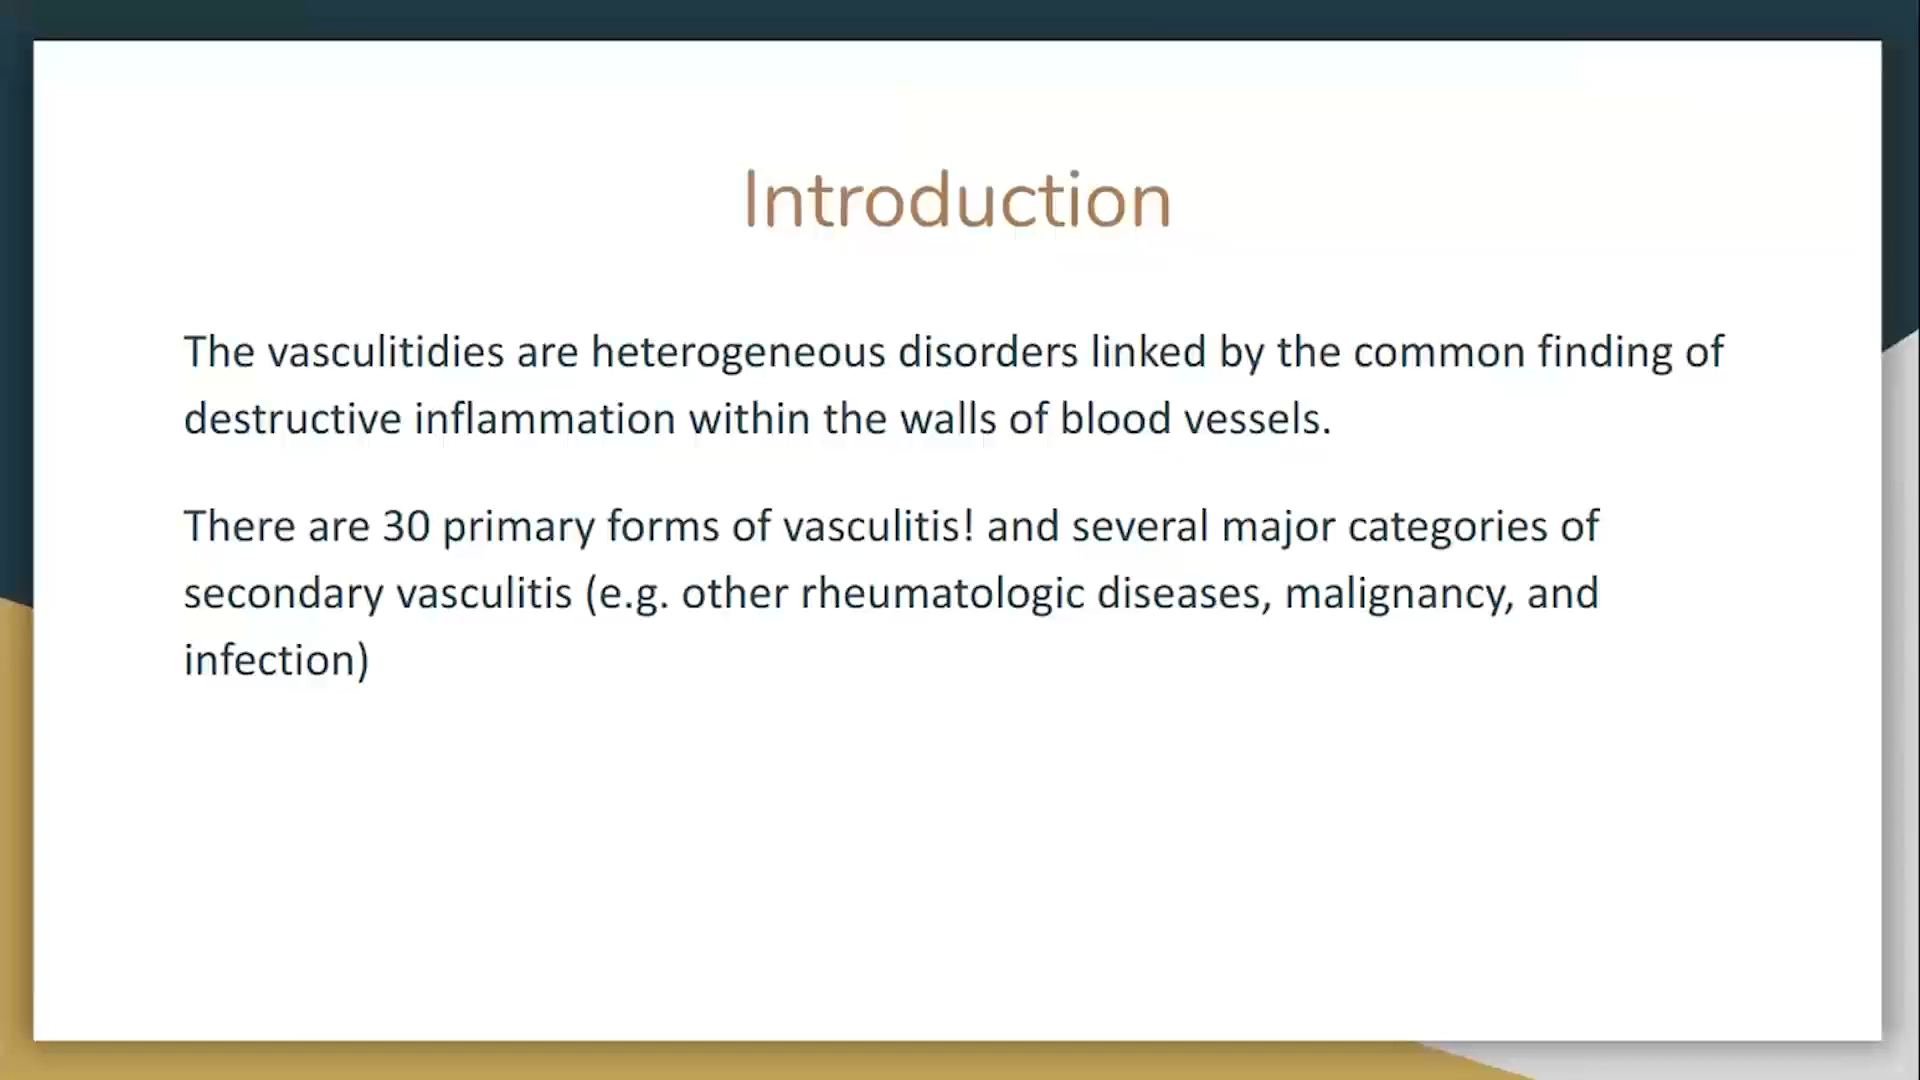 Introduction
The vasculitidies are heterogeneous disorders linked by the common finding of
destructive inflammation within the walls of blood vessels.
There are 30 primary forms of vasculitis! and several major categories of
secondary vasculitis (e.g. other rheumatologic diseases, malignancy, and
infection)